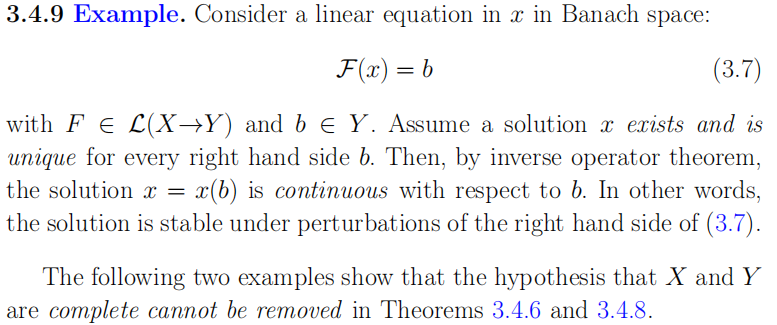 3.4.9 Example. Consider a linear equation in x in Banach space:
ℱ(x) = b (3.7)
with F ∈ ℒ(X→Y) and b ∈ Y. Assume a solution x exists and is
unique for every right hand side b. Then, by inverse operator theorem,
the solution x = x(b) is continuous with respect to b. In other words,
the solution is stable under perturbations of the right hand side of (3.7).
The following two examples show that the hypothesis that X and Y
are complete cannot be removed in Theorems 3.4.6 and 3.4.8.